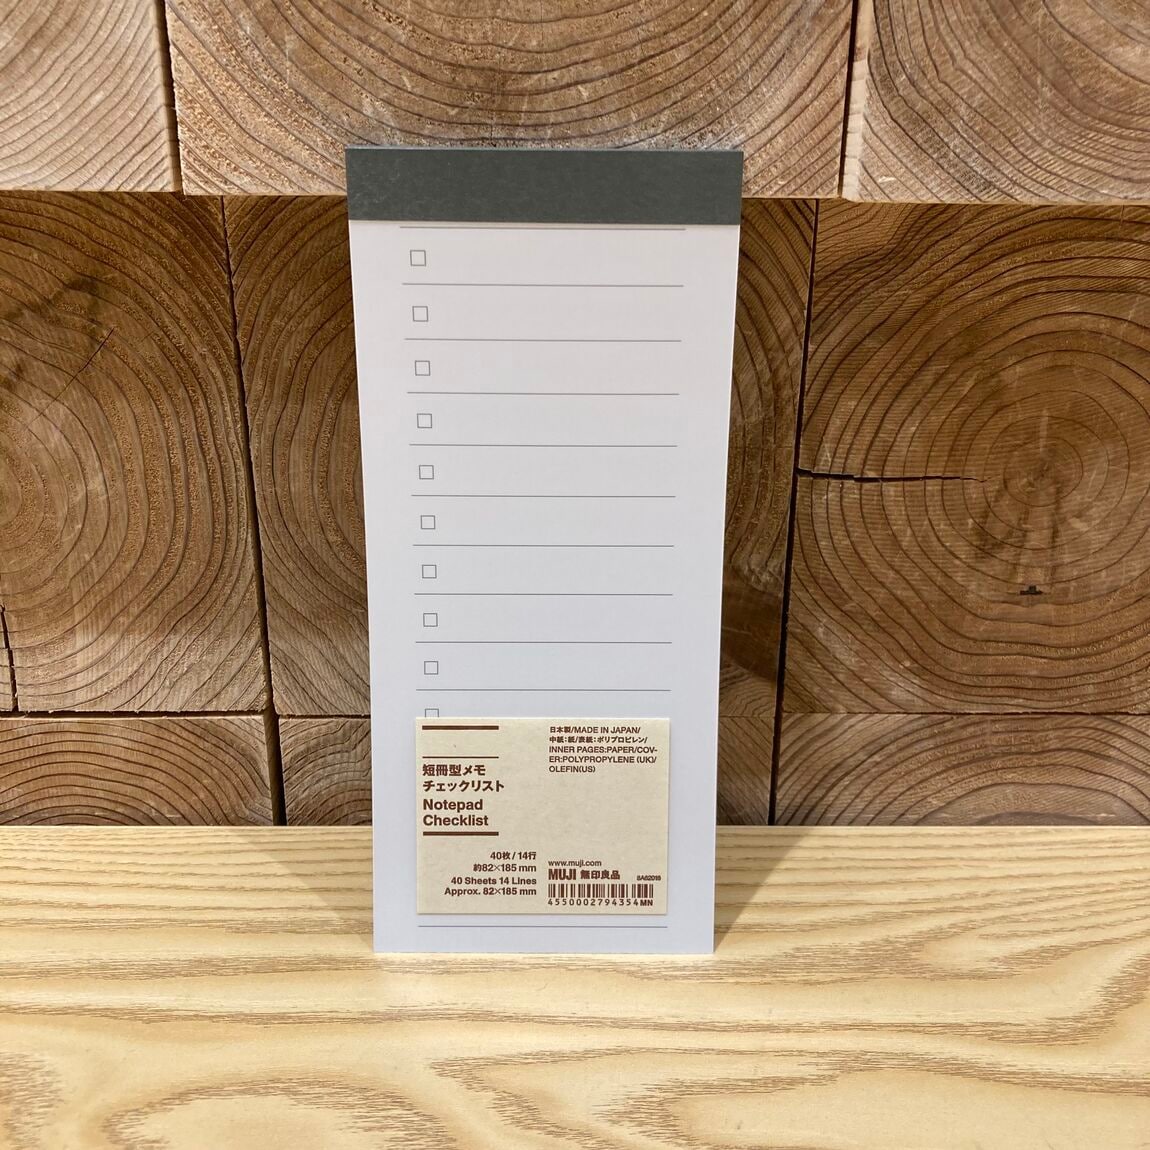 短冊型メモ
チェックリスト
Notepad
Checklist
40枚/14行
約82×185mm
40 Sheets 14 Lines
Approx. 82×185 mm
日本製/MADE IN JAPAN/
中紙:紙/表紙:ポリプロピレン/
INNER PAGES:PAPER/COV-
ER:POLYPROPYLENE (UK)/
OLEFIN(US)
www.muji.com
MUJI 無印良品
8A62016
4550002794354MN